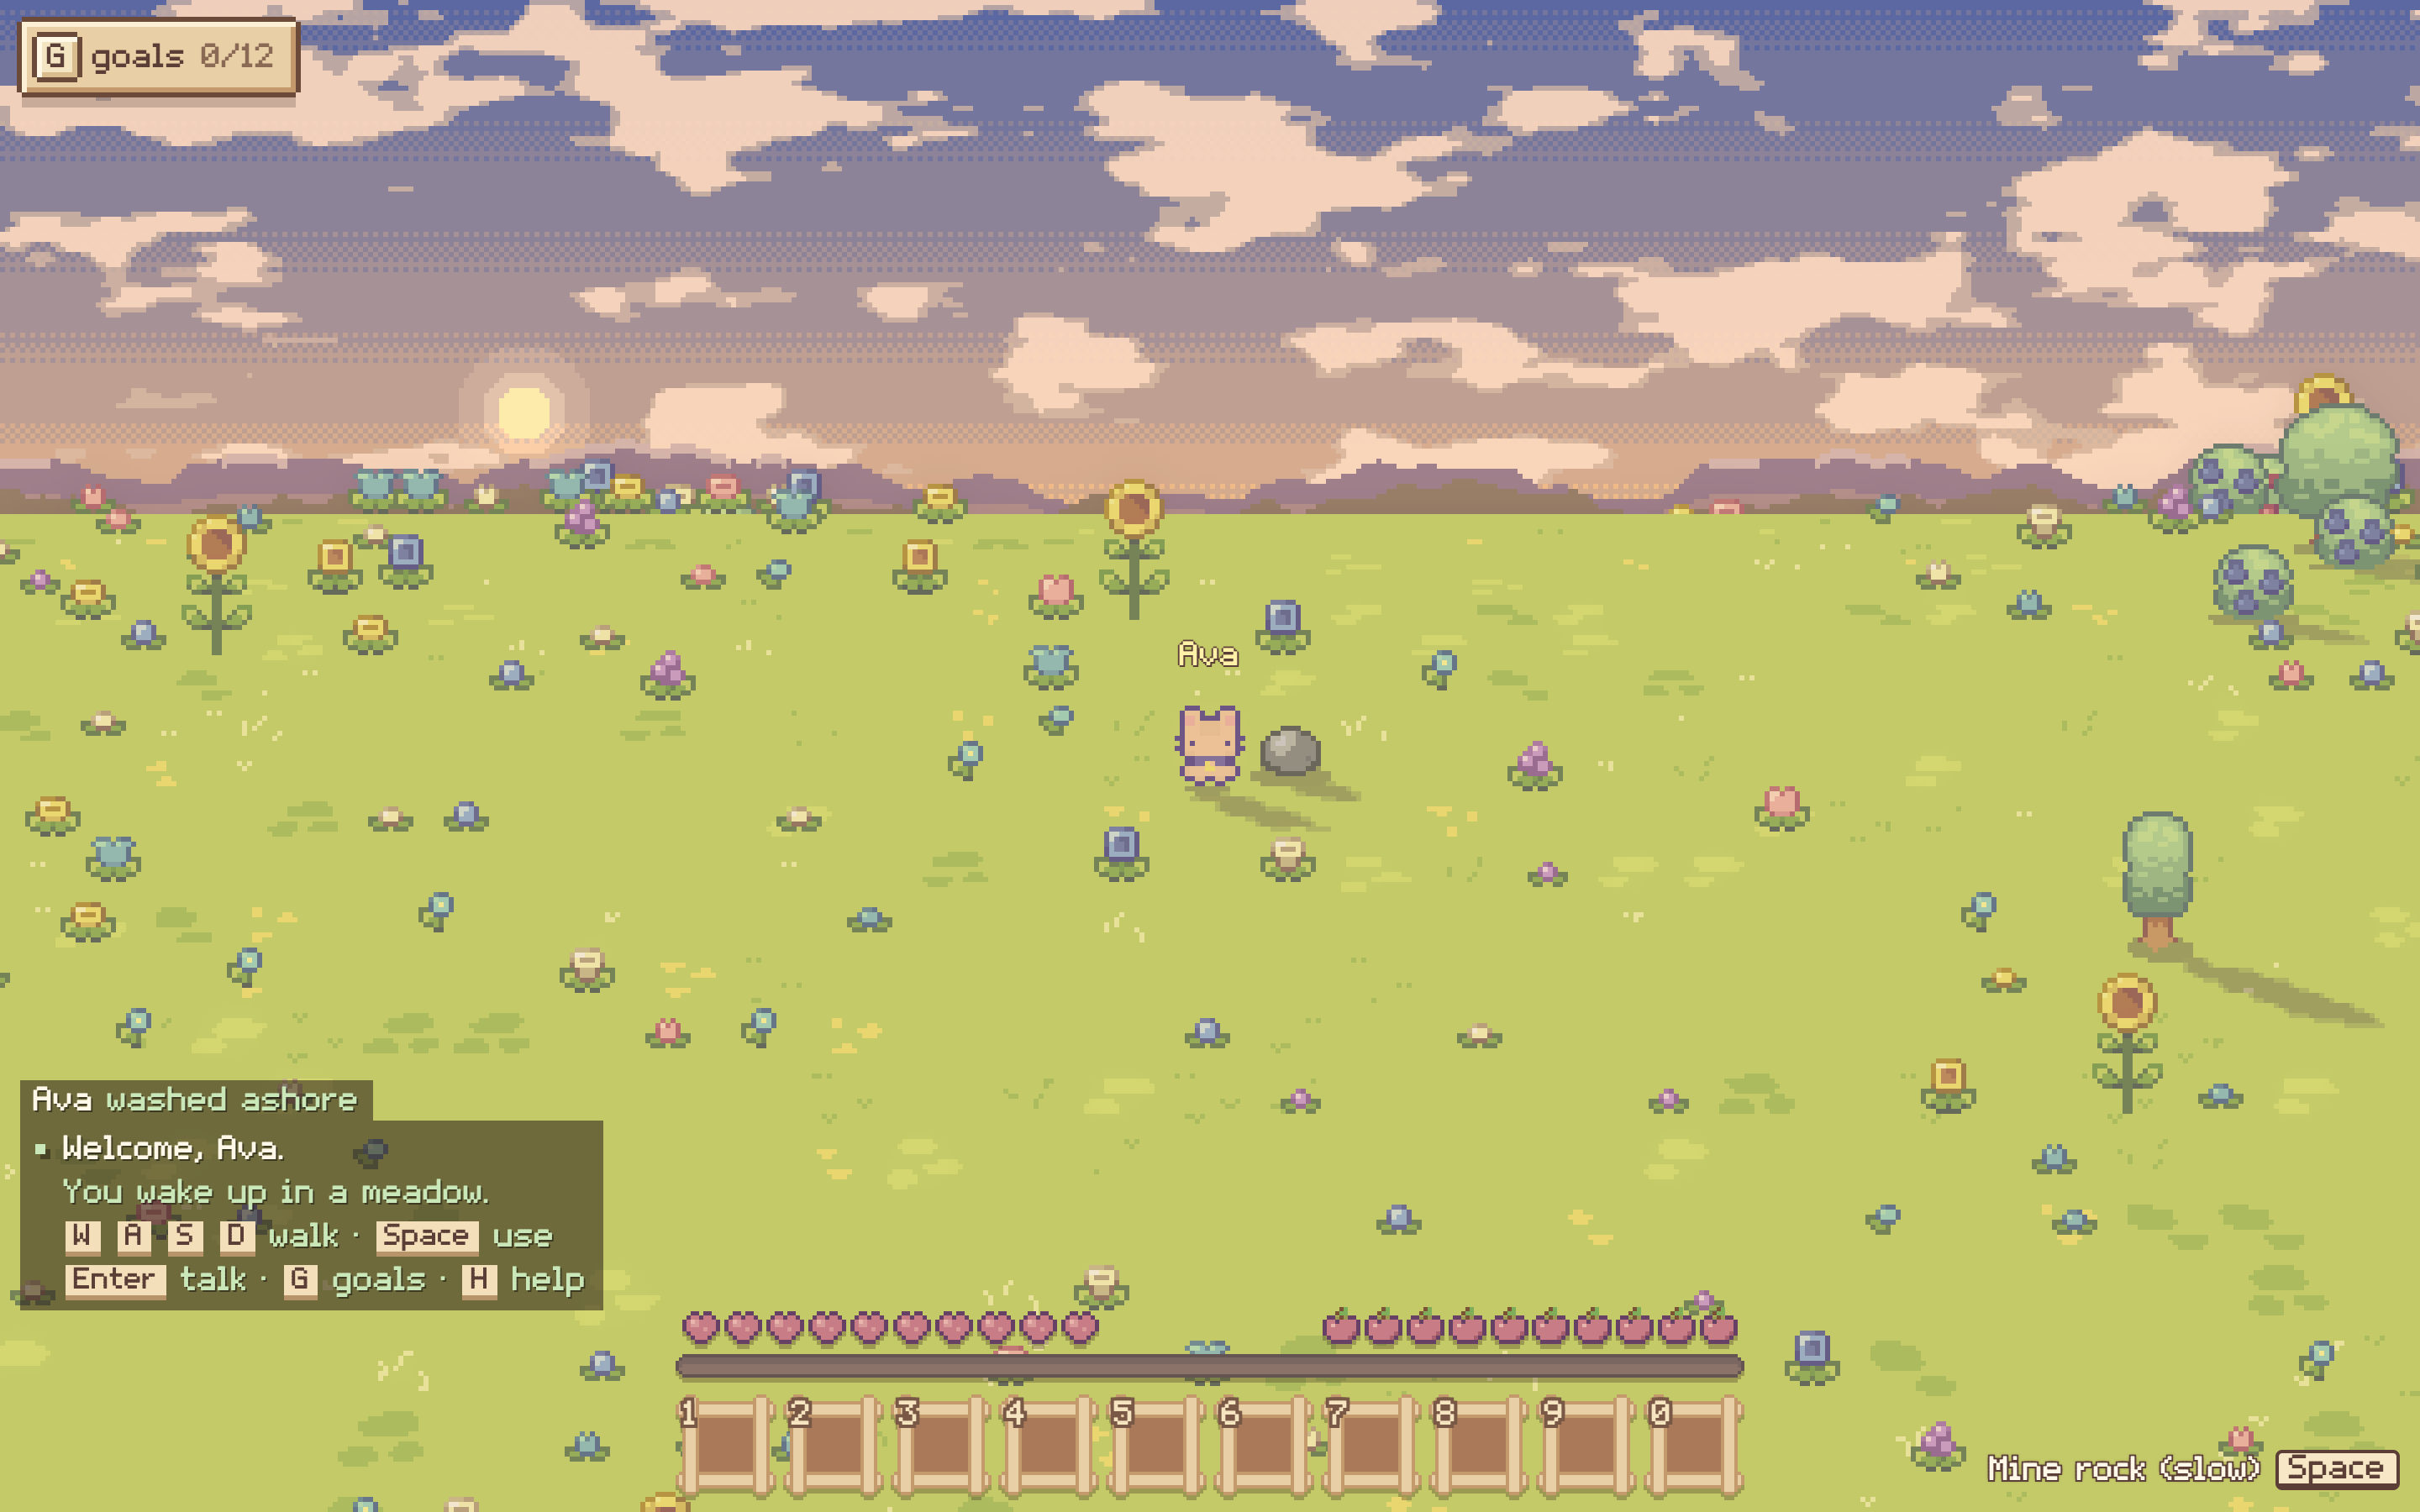 G goals 0/12
Ava
Ava washed ashore
Welcome, Ava.
You wake up in a meadow.
W A S D walk · Space use
Enter talk · G goals · H help
1 2 3 4 5 6 7 8 9 0
Mine rock (slow) Space